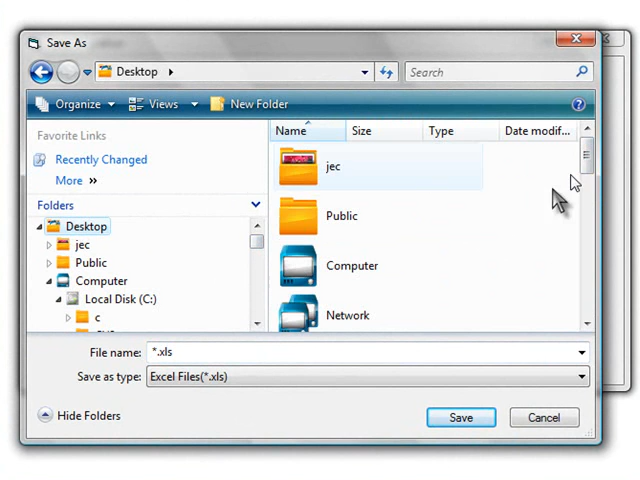 Save As
Desktop
Search
Organize
Views
New Folder
Favorite Links
Recently Changed
More »
Folders
Desktop
jec
Public
Computer
Local Disk (C:)
c
Name
Size
Type
Date modif...
jec
Public
Computer
Network
File name:
*.xls
Save as type:
Excel Files(*.xls)
Hide Folders
Save
Cancel